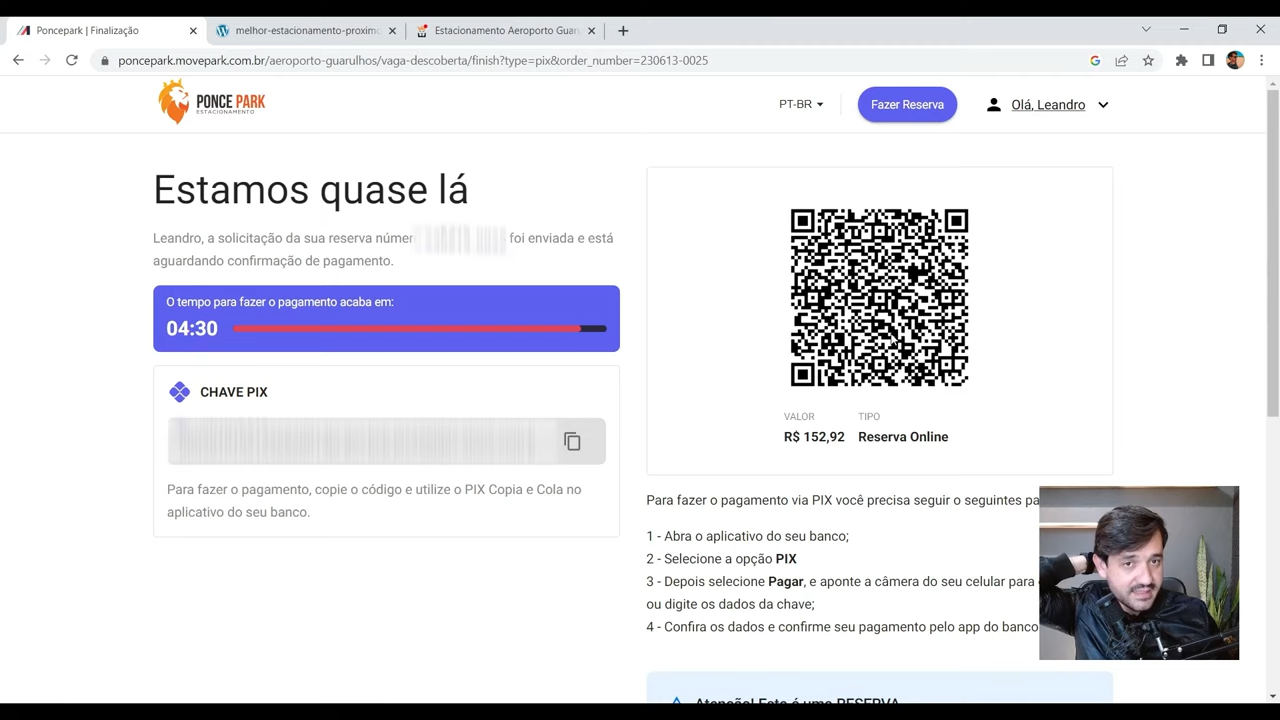 Poncepark | Finalização
melhor-estacionamento-proximo
Estacionamento Aeroporto Guar
poncepark.movepark.com.br/aeroporto-guarulhos/vaga-descoberta/finish?type=pix&order_number=230613-0025
PONCE PARK
ESTACIONAMENTO
PT-BR
Fazer Reserva
Olá, Leandro
Estamos quase lá
Leandro, a solicitação da sua reserva númer foi enviada e está
aguardando confirmação de pagamento.
O tempo para fazer o pagamento acaba em:
04:30
CHAVE PIX
Para fazer o pagamento, copie o código e utilize o PIX Copia e Cola no
aplicativo do seu banco.
VALOR
TIPO
R$ 152,92
Reserva Online
Para fazer o pagamento via PIX você precisa seguir o seguintes pa
1 - Abra o aplicativo do seu banco;
2 - Selecione a opção PIX
3 - Depois selecione Pagar, e aponte a câmera do seu celular para
ou digite os dados da chave;
4 - Confira os dados e confirme seu pagamento pelo app do banco
Atenção! Esta é uma RESERVA